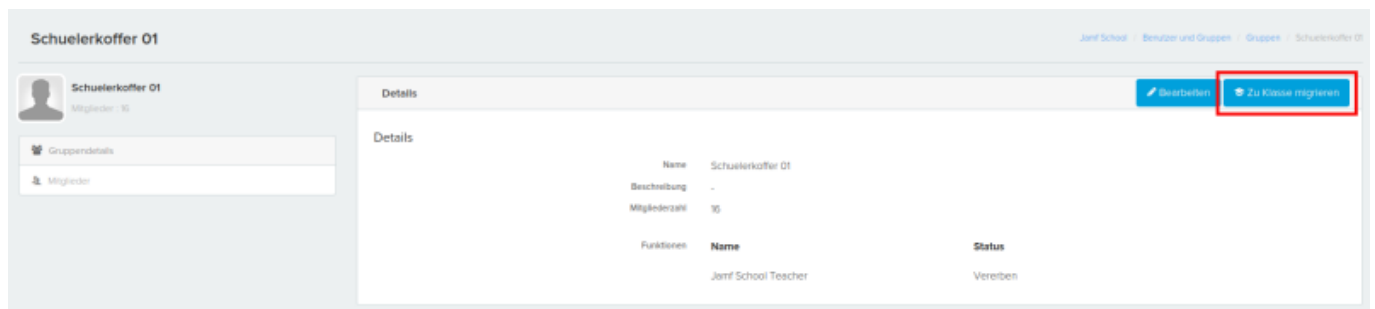 Schuelerkoffer 01
Jamf School / Benutzer und Gruppen / Gruppen / Schuelerkoffer 01
Schuelerkoffer 01
Mitglieder : 16
Gruppendetails
Mitglieder
Details
Bearbeiten
Zu Klasse migrieren
Details
Name Schuelerkoffer 01
Beschreibung -
Mitgliederzahl 16
Funktionen Name Status
Jamf School Teacher Vererben